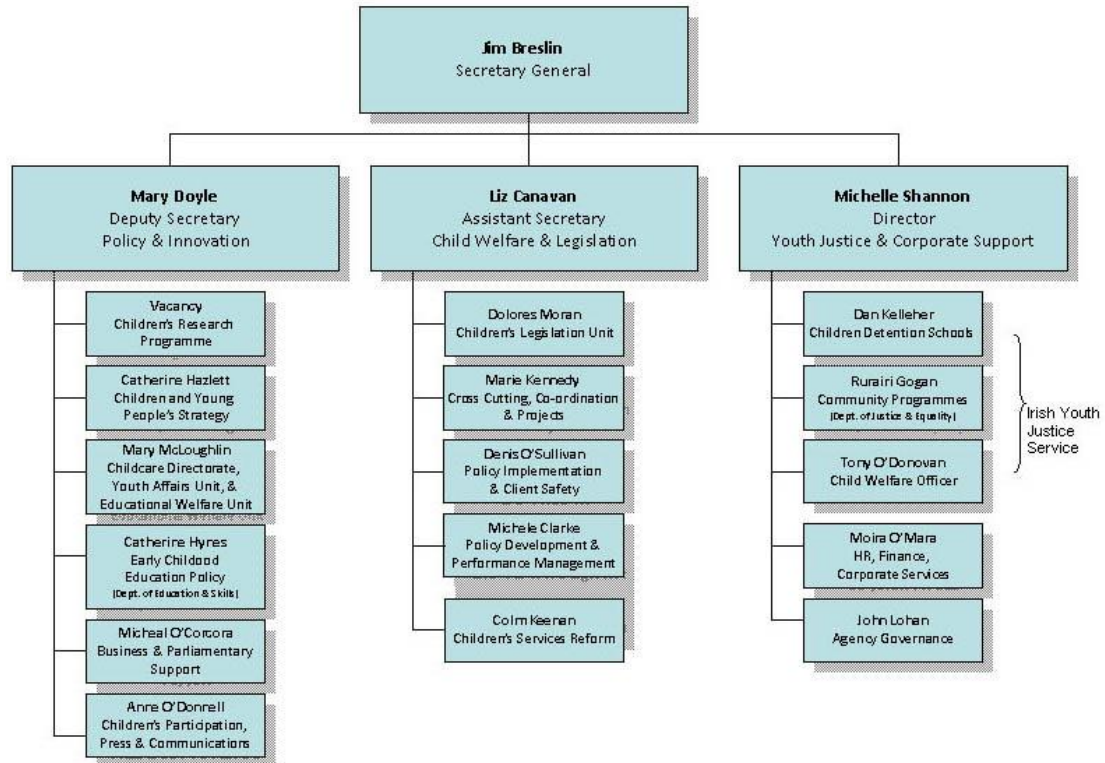 Jim Breslin
Secretary General
Mary Doyle
Deputy Secretary
Policy & Innovation
Vacancy
Children's Research
Programme
Catherine Hazlett
Children and Young
People's Strategy
Mary McLoughlin
Childcare Directorate,
Youth Affairs Unit, &
Educational Welfare Unit
Catherine Hynes
Early Childood
Education Policy
(Dept. of Education & Skills)
Micheal O'Corcora
Business & Parliamentary
Support
Anne O'Donnell
Children's Participation,
Press & Communications
Liz Canavan
Assistant Secretary
Child Welfare & Legislation
Dolores Moran
Children's Legislation Unit
Marie Kennedy
Cross Cutting, Co-ordination
& Projects
Denis O'Sullivan
Policy Implementation
& Client Safety
Michele Clarke
Policy Development &
Performance Management
Colm Keenan
Children's Services Reform
Michelle Shannon
Director
Youth Justice & Corporate Support
Dan Kelleher
Children Detention Schools
Rurairi Gogan
Community Programmes
(Dept. of Justice & Equality)
Tony O'Donovan
Child Welfare Officer
Irish Youth
Justice
Service
Moira O'Mara
HR, Finance,
Corporate Services
John Lohan
Agency Governance